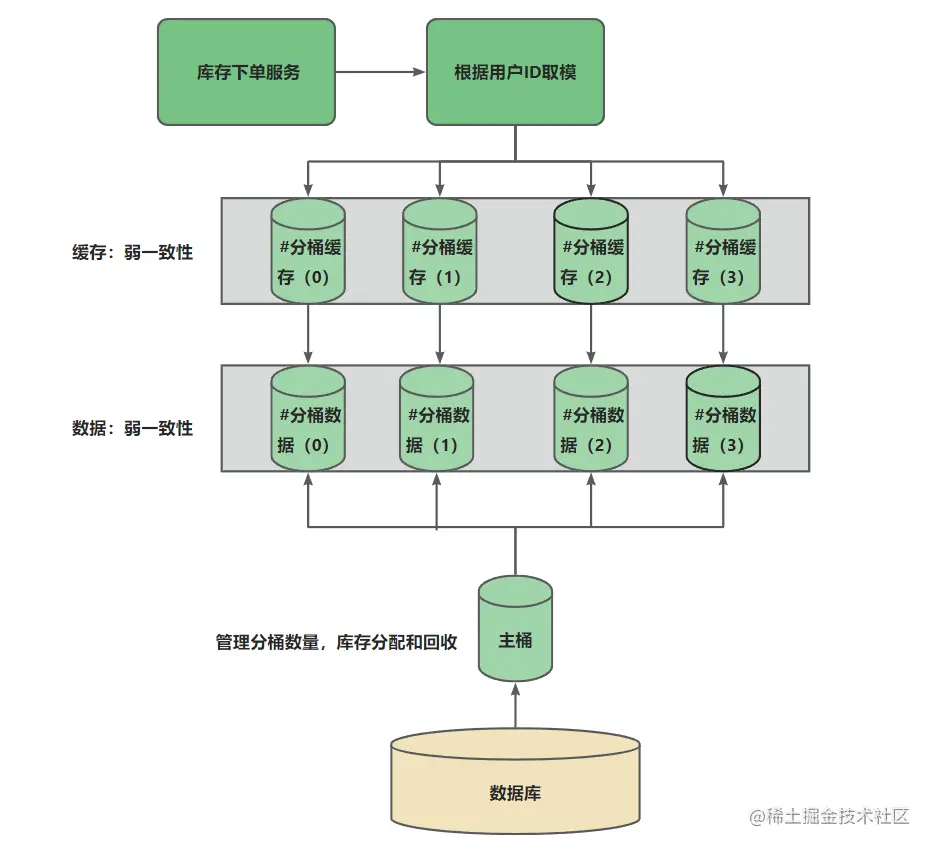 库存下单服务
根据用户ID取模
缓存：弱一致性
#分桶缓
存（0）
#分桶缓
存（1）
#分桶缓
存（2）
#分桶缓
存（3）
数据：弱一致性
#分桶数
据（0）
#分桶数
据（1）
#分桶数
据（2）
#分桶数
据（3）
管理分桶数量，库存分配和回收
主桶
数据库
@稀土掘金技术社区